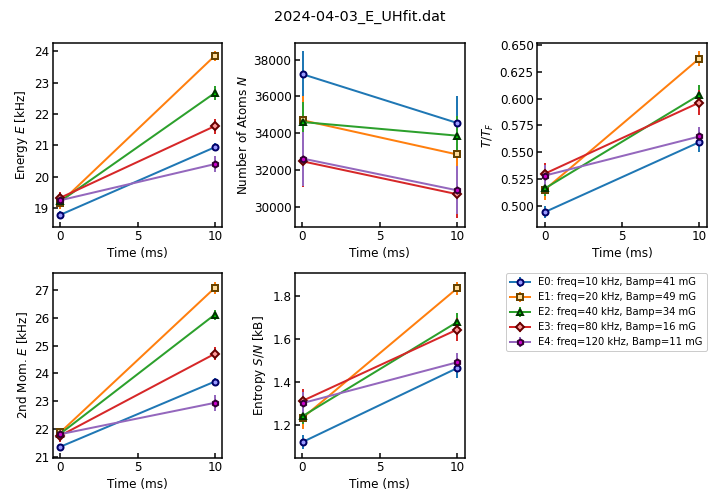 2024-04-03_E_UHfit.dat
Energy E [kHz]
24
23
22
21
20
19
0 5 10
Time (ms)
Number of Atoms N
38000
36000
34000
32000
30000
0 5 10
Time (ms)
T/T_F
0.650
0.625
0.600
0.575
0.550
0.525
0.500
0 5 10
Time (ms)
2nd Mom. E [kHz]
27
26
25
24
23
22
21
0 5 10
Time (ms)
Entropy S/N [kB]
1.8
1.6
1.4
1.2
0 5 10
Time (ms)
E0: freq=10 kHz, Bamp=41 mG
E1: freq=20 kHz, Bamp=49 mG
E2: freq=40 kHz, Bamp=34 mG
E3: freq=80 kHz, Bamp=16 mG
E4: freq=120 kHz, Bamp=11 mG